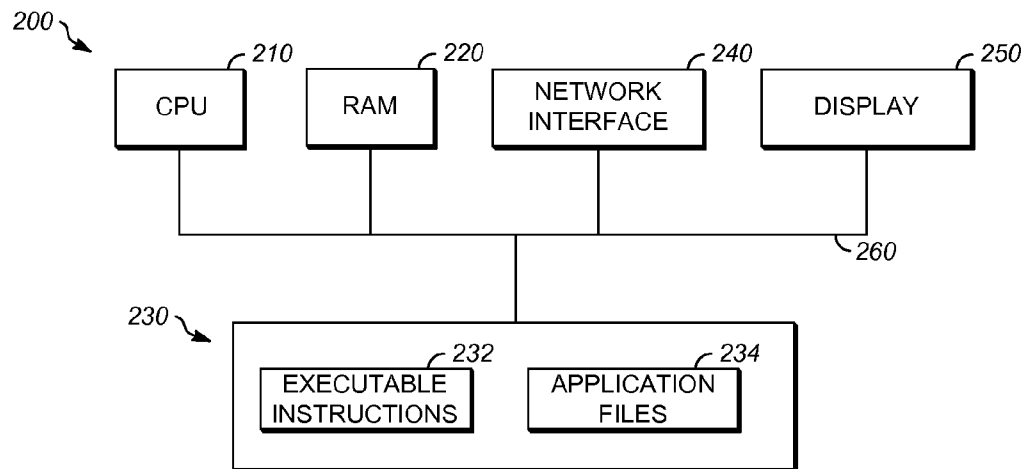 200
210
220
240
250
CPU
RAM
NETWORK
INTERFACE
DISPLAY
260
230
232
234
EXECUTABLE
INSTRUCTIONS
APPLICATION
FILES